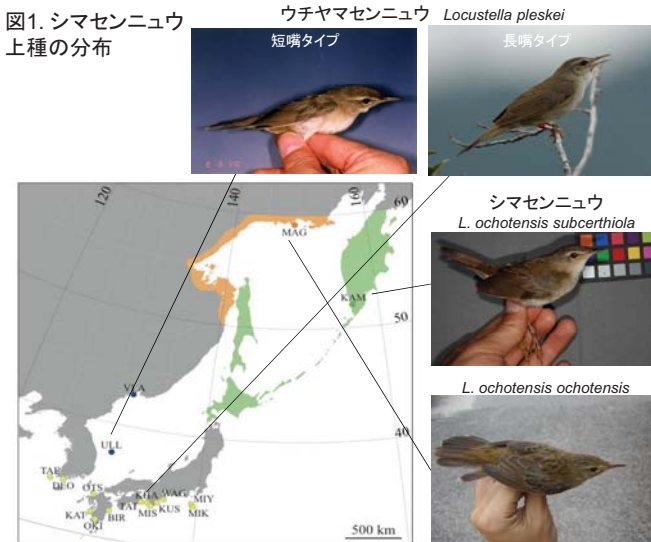 図1. シマセンニュウ
上種の分布
ウチヤマセンニュウ Locustella pleskei
短嘴タイプ
長嘴タイプ
シマセンニュウ
L. ochotensis subcerthiola
L. ochotensis ochotensis
120
140
160
60
50
40
MAG
KAM
VLA
ULL
TAE
DEO
OTS
KAT
OKI
BIR
TAT
KHA
MIS
WAG
KUS
MIY
MIK
500 km